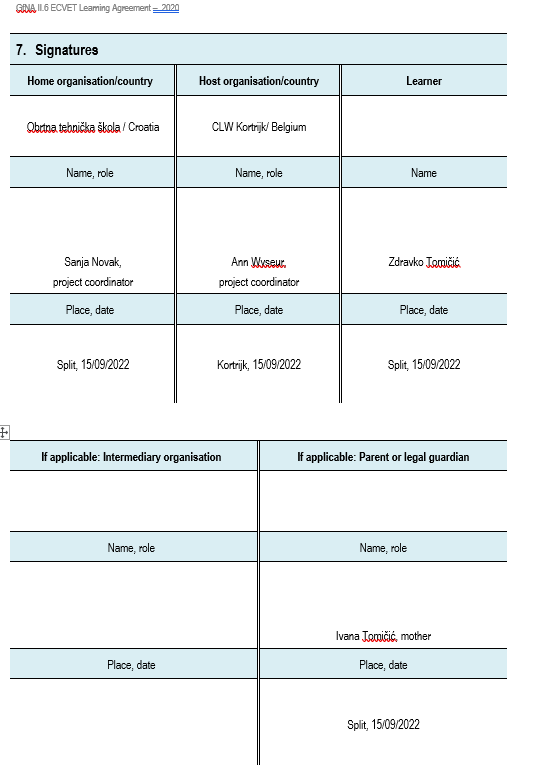 GfNA II.6 ECVET Learning Agreement – 2020
7. Signatures
Home organisation/country
Host organisation/country
Learner
Obrtna tehnička škola / Croatia
CLW Kortrijk/ Belgium
Name, role
Name, role
Name
Sanja Novak,
project coordinator
Ann Wyseur,
project coordinator
Zdravko Tomičić
Place, date
Place, date
Place, date
Split, 15/09/2022
Kortrijk, 15/09/2022
Split, 15/09/2022
If applicable: Intermediary organisation
If applicable: Parent or legal guardian
Name, role
Name, role
Ivana Tomičić, mother
Place, date
Place, date
Split, 15/09/2022